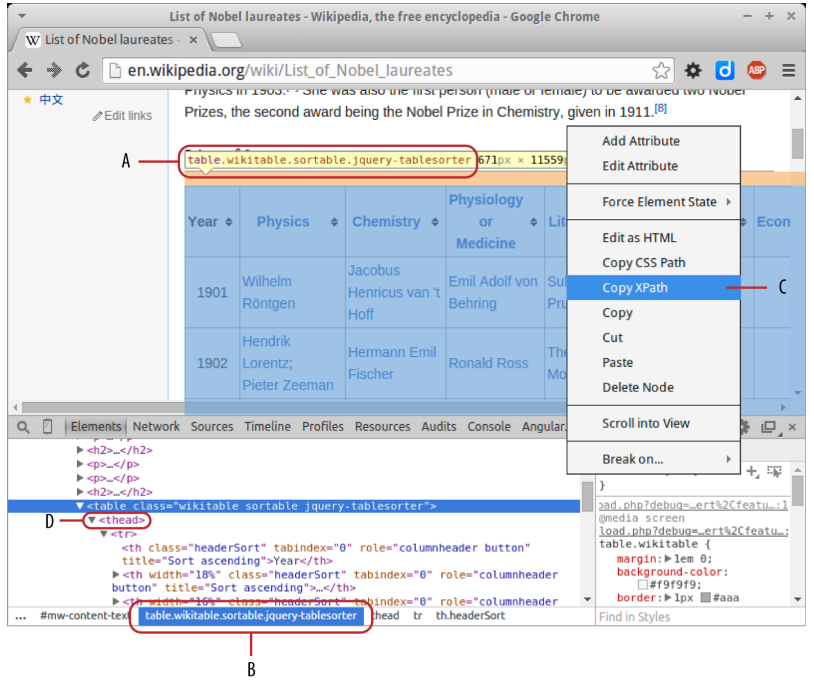 List of Nobel laureates - Wikipedia, the free encyclopedia - Google Chrome
W List of Nobel laureates -
en.wikipedia.org/wiki/List_of_Nobel_laureates
ABP
中文
Edit links
Physics in 1903. She was also the first person (male or female) to be awarded two Nobel
Prizes, the second award being the Nobel Prize in Chemistry, given in 1911.[8]
A
table.wikitable.sortable.jquery-tablesorter 671px × 11559
Year Physics Chemistry Physiology or Medicine Lit Econ
1901 Wilhelm Röntgen Jacobus Henricus van 't Hoff Emil Adolf von Behring Sul Pru
1902 Hendrik Lorentz; Pieter Zeeman Hermann Emil Fischer Ronald Ross The Mo
Add Attribute
Edit Attribute
Force Element State
Edit as HTML
Copy CSS Path
Copy XPath
C
Copy
Cut
Paste
Delete Node
Scroll into View
Break on...
Elements Network Sources Timeline Profiles Resources Audits Console Angular
<h2>…</h2>
<p>…</p>
<p>…</p>
<h2>…</h2>
<table class="wikitable sortable jquery-tablesorter">
D
<thead>
<tr>
<th class="headerSort" tabindex="0" role="columnheader button"
title="Sort ascending">Year</th>
<th width="18%" class="headerSort" tabindex="0" role="columnheader
button" title="Sort ascending">…</th>
<th width="16%" class="headerSort" tabindex="0" role="columnheader
}
oad.php?debug=…ert%2Cfeatu…:1
@media screen
load.php?debug=…ert%2Cfeatu…:
table.wikitable {
margin: 1em 0;
background-color:
#f9f9f9;
border: 1px #aaa
... #mw-content-text table.wikitable.sortable.jquery-tablesorter thead tr th.headerSort
Find in Styles
B